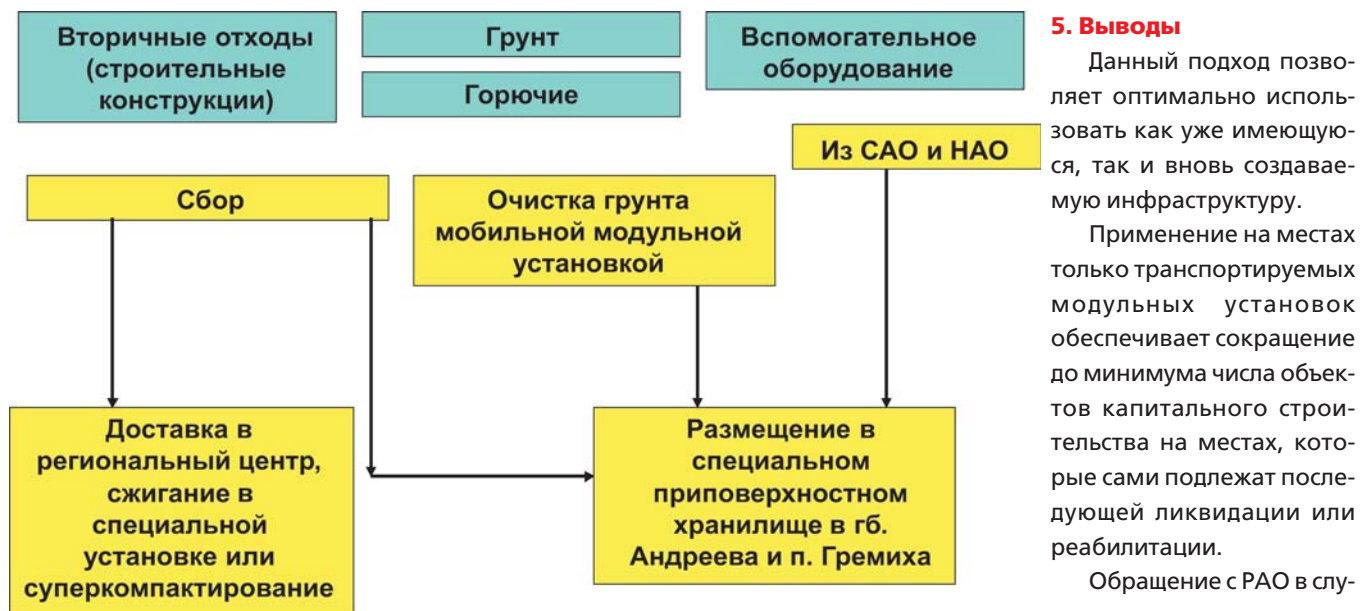 Вторичные отходы
(строительные
конструкции)
Грунт
Горючие
Вспомогательное
оборудование
Из САО и НАО
Сбор
Очистка грунта
мобильной модульной
установкой
Доставка в
региональный центр,
сжигание в
специальной
установке или
суперкомпактирование
Размещение в
специальном
приповерхностном
хранилище в гб.
Андреева и п. Гремиха
5. Выводы
Данный подход позво-
ляет оптимально исполь-
зовать как уже имеющую-
ся, так и вновь создавае-
мую инфраструктуру.
Применение на местах
только транспортируемых
модульных установок
обеспечивает сокращение
до минимума числа объек-
тов капитального строи-
тельства на местах, кото-
рые сами подлежат после-
дующей ликвидации или
реабилитации.
Обращение с РАО в слу-